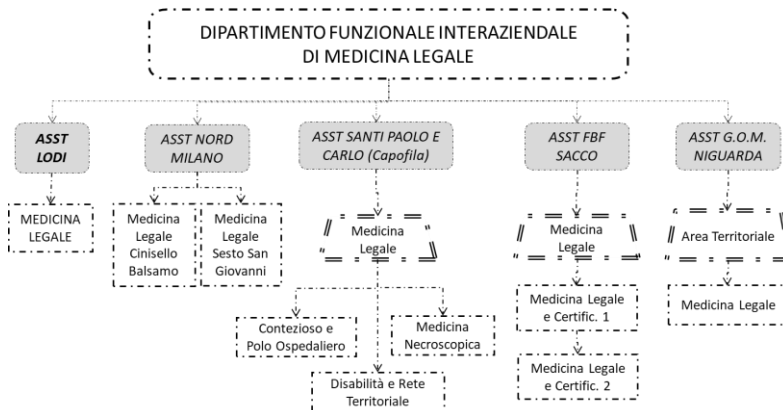 DIPARTIMENTO FUNZIONALE INTERAZIENDALE
DI MEDICINA LEGALE
ASST
LODI
ASST NORD
MILANO
ASST SANTI PAOLO E
CARLO (Capofila)
ASST FBF
SACCO
ASST G.O.M.
NIGUARDA
MEDICINA
LEGALE
Medicina
Legale
Cinisello
Balsamo
Medicina
Legale
Sesto San
Giovanni
Medicina
Legale
Medicina
Legale
Area Territoriale
Contezioso e
Polo Ospedaliero
Medicina
Necroscopica
Disabilità e Rete
Territoriale
Medicina Legale
e Certific. 1
Medicina Legale
e Certific. 2
Medicina Legale